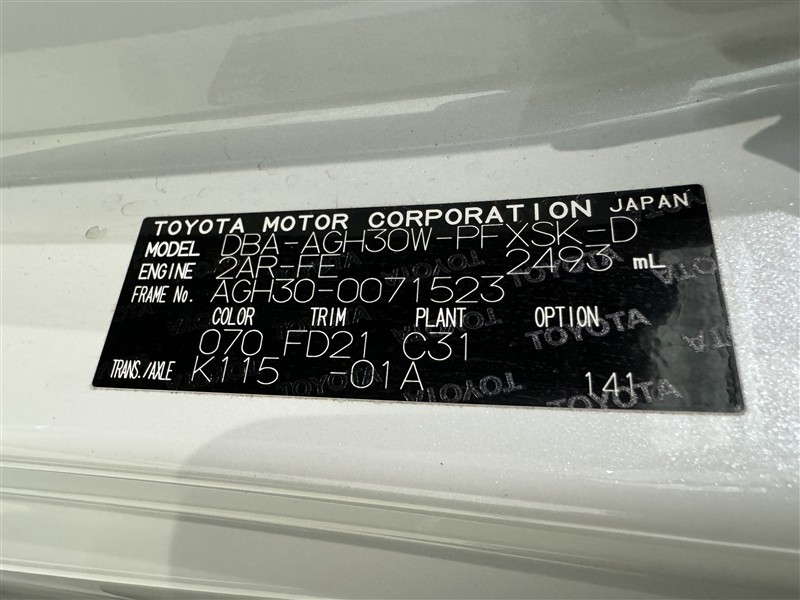 TOYOTA MOTOR CORPORATION JAPAN
MODEL DBA-AGH30W-PFXSK-D
ENGINE 2AR-FE 2493 mL
FRAME No. AGH30-0071523
COLOR TRIM PLANT OPTION
070 FD21 C31
TRANS./AXLE K115 -01A 141